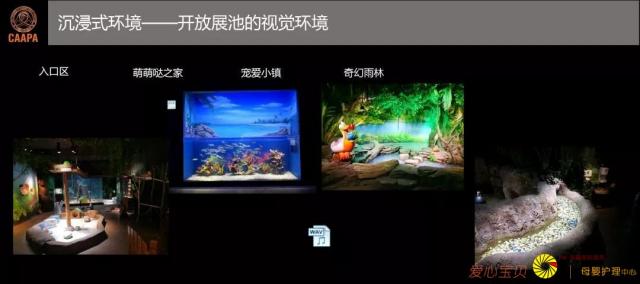 CAAPA
沉浸式环境——开放展池的视觉环境
入口区
萌萌哒之家
宠爱小镇
奇幻雨林
WAV
爱心宝贝
母婴护理中心